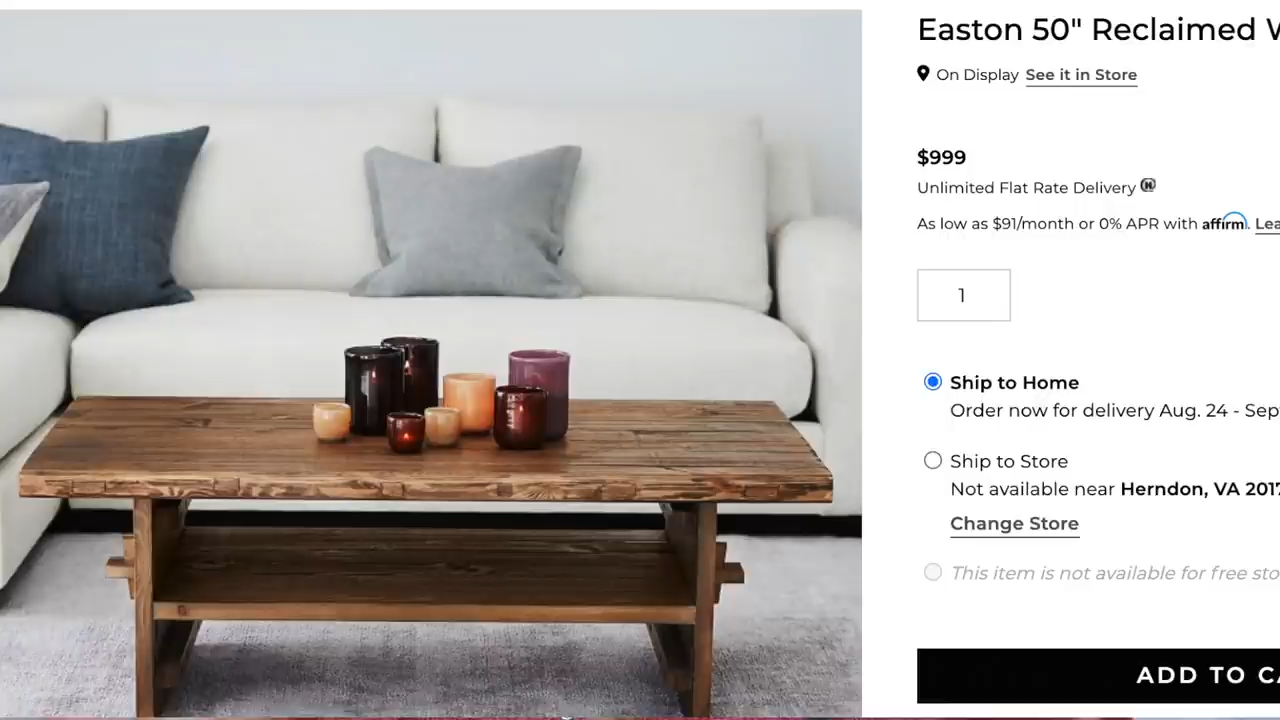 Easton 50" Reclaimed
On Display See it in Store
$999
Unlimited Flat Rate Delivery
As low as $91/month or 0% APR with affirm.
1
Ship to Home
Order now for delivery Aug. 24 - Sep
Ship to Store
Not available near Herndon, VA 2017
Change Store
This item is not available for free
ADD TO